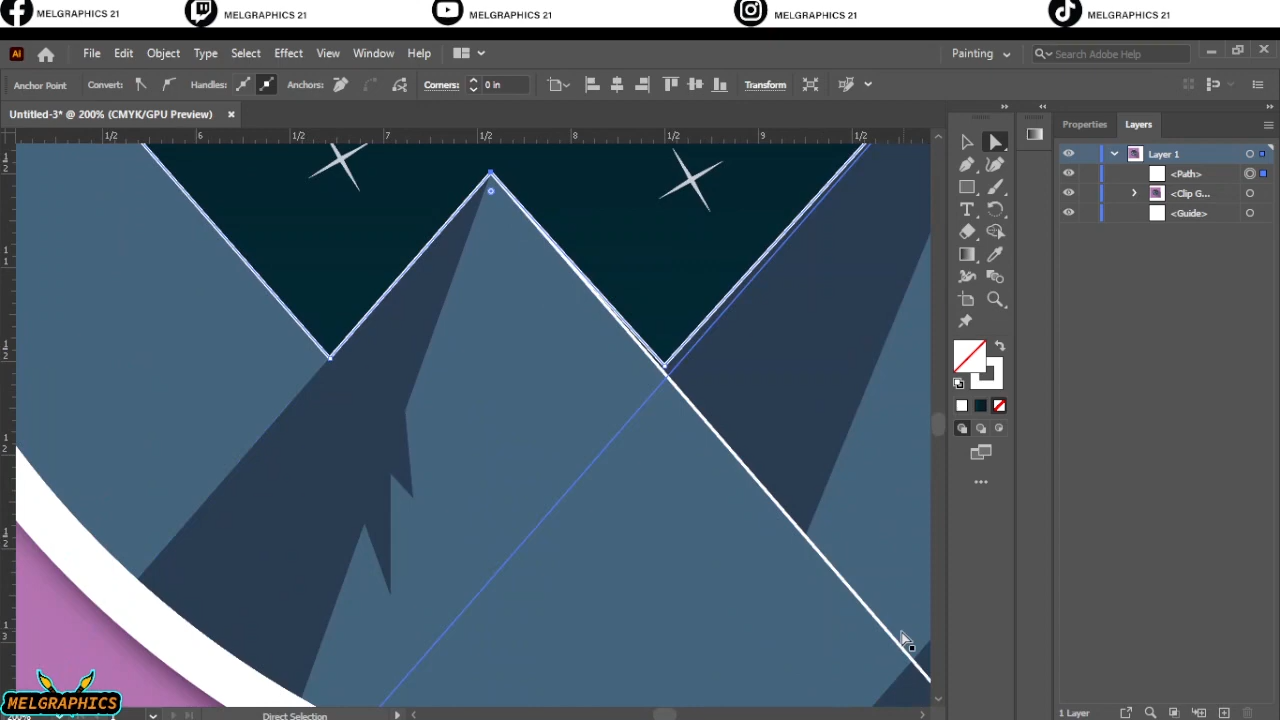 MELGRAPHICS 21 MELGRAPHICS 21 MELGRAPHICS 21 MELGRAPHICS 21 MELGRAPHICS 21
Ai File Edit Object Type Select Effect View Window Help Painting Search Adobe Help
Anchor Point Convert: Handles: Anchors: Corners: 0 in Transform
Untitled-3* @ 200% (CMYK/GPU Preview) ×
Properties Layers
1/2 6 1/2 7 1/2 8 1/2 9 1/2
Layer 1
<Path>
<Clip G...
<Guide>
MELGRAPHICS
200% Direct Selection 1 Layer